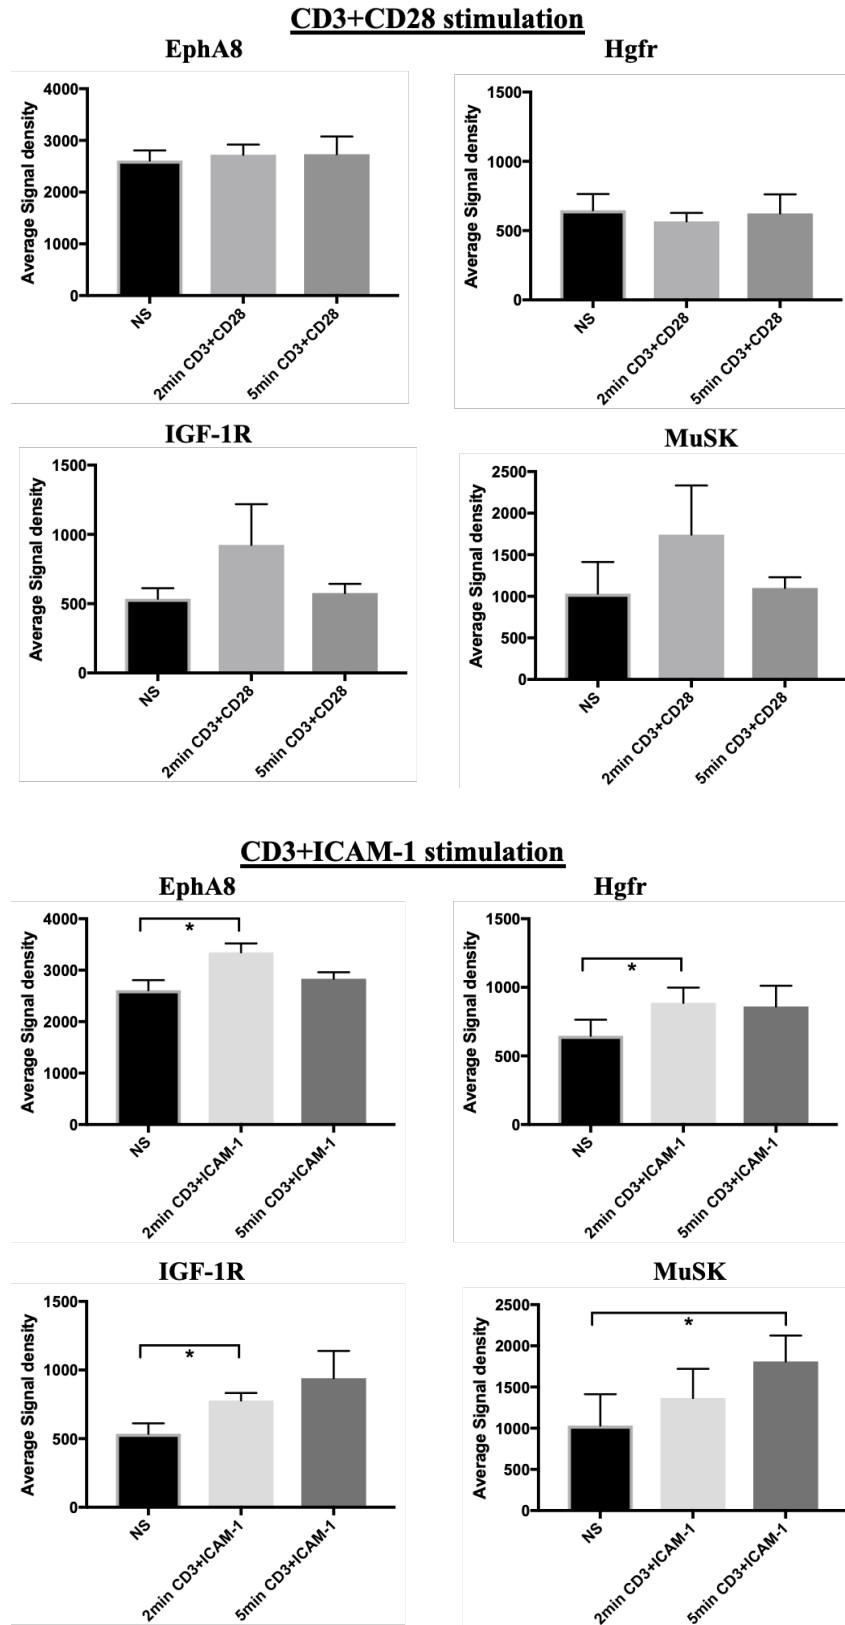 CD3+CD28 stimulation
EphA8
Average Signal density
4000
3000
2000
1000
0
NS
2min CD3+CD28
5min CD3+CD28
Hgfr
Average Signal density
1500
1000
500
0
NS
2min CD3+CD28
5min CD3+CD28
IGF-1R
Average Signal density
1500
1000
500
0
NS
2min CD3+CD28
5min CD3+CD28
MuSK
Average Signal density
2500
2000
1500
1000
500
0
NS
2min CD3+CD28
5min CD3+CD28
CD3+ICAM-1 stimulation
EphA8
Average Signal density
4000
3000
2000
1000
0
*
NS
2min CD3+ICAM-1
5min CD3+ICAM-1
Hgfr
Average Signal density
1500
1000
500
0
*
NS
2min CD3+ICAM-1
5min CD3+ICAM-1
IGF-1R
Average Signal density
1500
1000
500
0
*
NS
2min CD3+ICAM-1
5min CD3+ICAM-1
MuSK
Average Signal density
2500
2000
1500
1000
500
0
*
NS
2min CD3+ICAM-1
5min CD3+ICAM-1